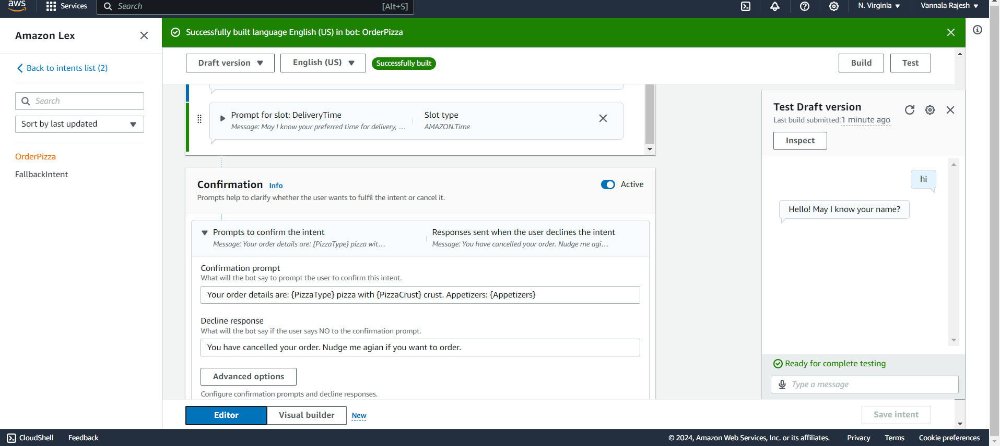 aws
Services
Search
[Alt+S]
N. Virginia
Vannala Rajesh
Amazon Lex
Back to intents list (2)
Search
Sort by last updated
OrderPizza
FallbackIntent
Successfully built language English (US) in bot: OrderPizza
Draft version
English (US)
Successfully built
Build
Test
Prompt for slot: DeliveryTime
Message: May I know your preferred time for delivery, ...
Slot type
AMAZON.Time
Confirmation Info
Active
Prompts help to clarify whether the user wants to fulfil the intent or cancel it.
Prompts to confirm the intent
Message: Your order details are: {PizzaType} pizza wit...
Responses sent when the user declines the intent
Message: You have cancelled your order. Nudge me agi...
Confirmation prompt
What will the bot say to prompt the user to confirm this intent.
Your order details are: {PizzaType} pizza with {PizzaCrust} crust. Appetizers: {Appetizers}
Decline response
What will the bot say if the user says NO to the confirmation prompt.
You have cancelled your order. Nudge me agian if you want to order.
Advanced options
Configure confirmation prompts and decline responses.
Test Draft version
Last build submitted: 1 minute ago
Inspect
hi
Hello! May I know your name?
Ready for complete testing
Type a message
Editor
Visual builder
New
Save intent
CloudShell
Feedback
© 2024, Amazon Web Services, Inc. or its affiliates.
Privacy
Terms
Cookie preferences